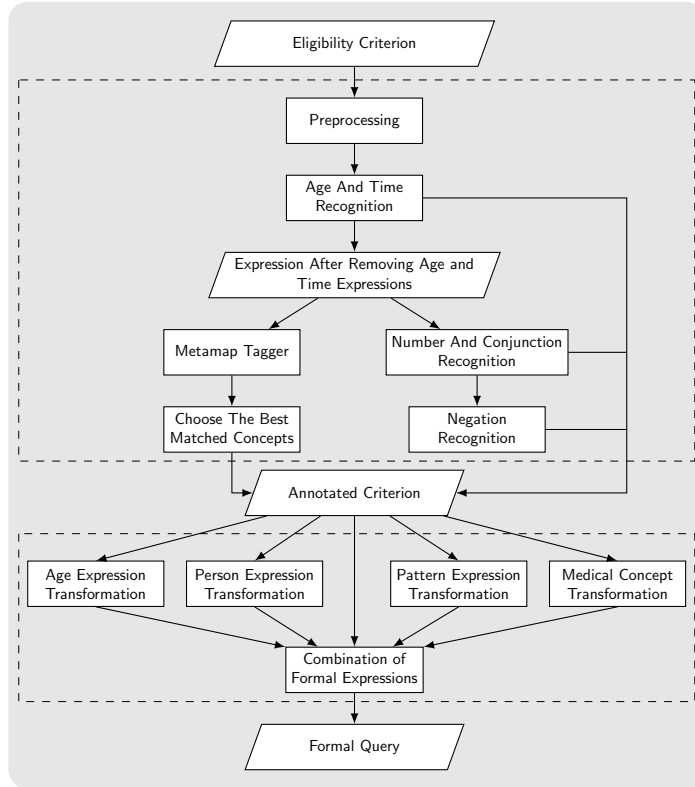 Eligibility Criterion
Preprocessing
Age And Time
Recognition
Expression After Removing Age and
Time Expressions
Metamap Tagger
Number And Conjunction
Recognition
Choose The Best
Matched Concepts
Negation
Recognition
Annotated Criterion
Age Expression
Transformation
Person Expression
Transformation
Pattern Expression
Transformation
Medical Concept
Transformation
Combination of
Formal Expressions
Formal Query